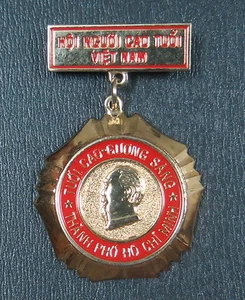 HỘI NGƯỜI CAO TUỔI
VIỆT NAM
TUỔI CAO-GƯƠNG SÁNG
THÀNH PHỐ HỒ CHÍ MINH